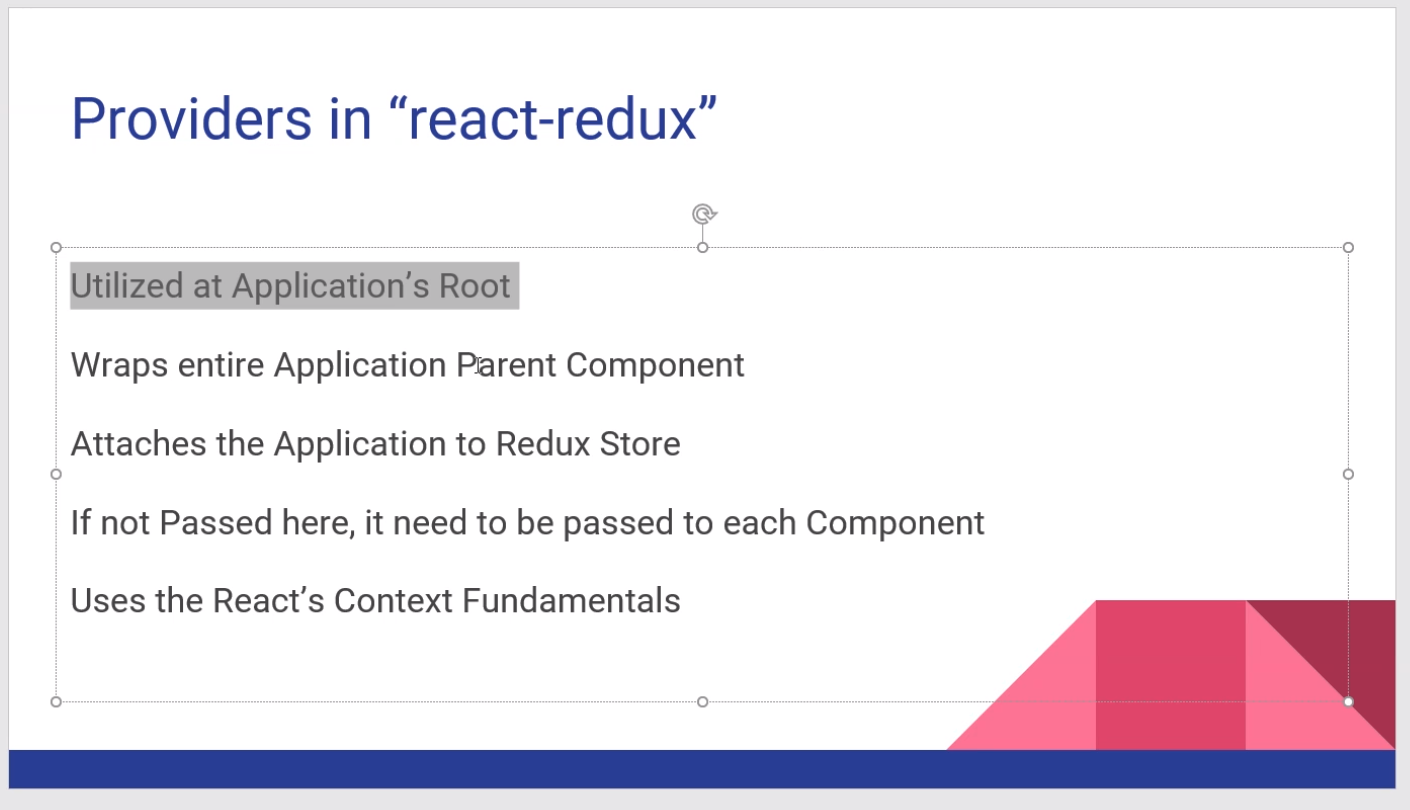 Providers in “react-redux”
Utilized at Application’s Root
Wraps entire Application Parent Component
Attaches the Application to Redux Store
If not Passed here, it need to be passed to each Component
Uses the React’s Context Fundamentals